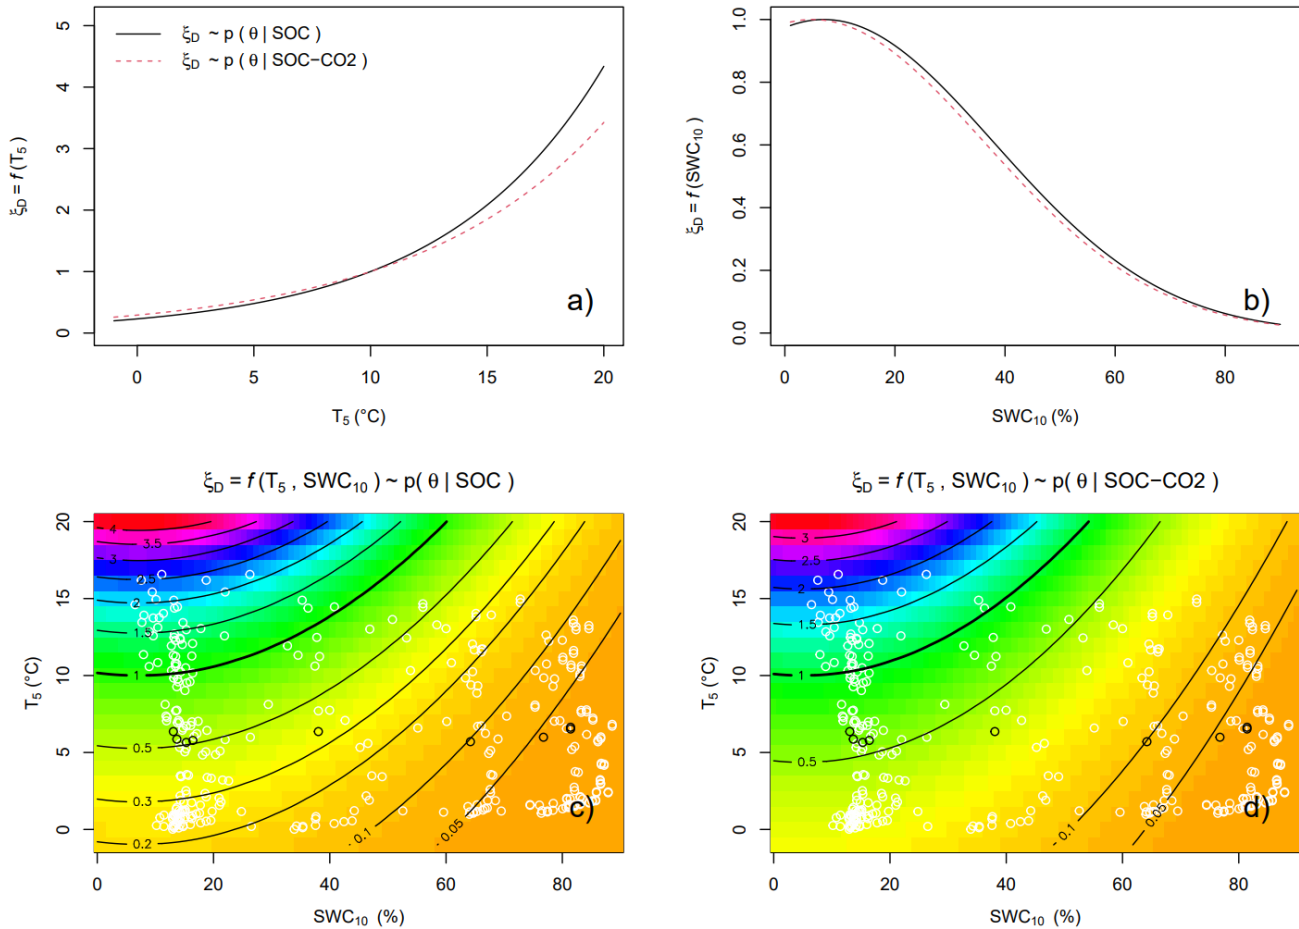 ξD ~ p ( θ | SOC )
ξD ~ p ( θ | SOC−CO2)
ξD = f (T5
5
4
3
2
1
0
a)
0 5 10 15 20
T5 (°C)
ξD = f (SWC10)
1.0
0.8
0.6
0.4
0.2
0.0
b)
0 20 40 60 80
SWC10 (%)
ξD = f (T5 , SWC10 ) ~ p( θ | SOC )
T5 (°C)
20
15
10
5
0
4
3.5
3
2.5
2
1.5
1
0.5
0.3
0.2
0.1
0.05
c)
0 20 40 60 80
SWC10 (%)
ξD = f (T5 , SWC10 ) ~ p( θ | SOC−CO2 )
T5 (°C)
20
15
10
5
0
3
2.5
2
1.5
1
0.5
0.1
0.05
d)
0 20 40 60 80
SWC10 (%)